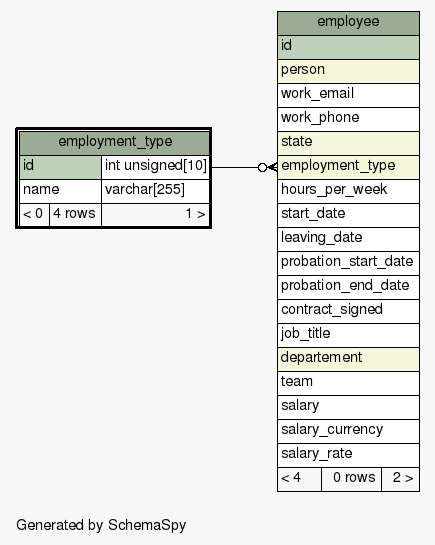 employee
id
person
work_email
work_phone
state
employment_type
hours_per_week
start_date
leaving_date
probation_start_date
probation_end_date
contract_signed
job_title
departement
team
salary
salary_currency
salary_rate
< 4 0 rows 2 >
employment_type
id int unsigned[10]
name varchar[255]
< 0 4 rows 1 >
Generated by SchemaSpy